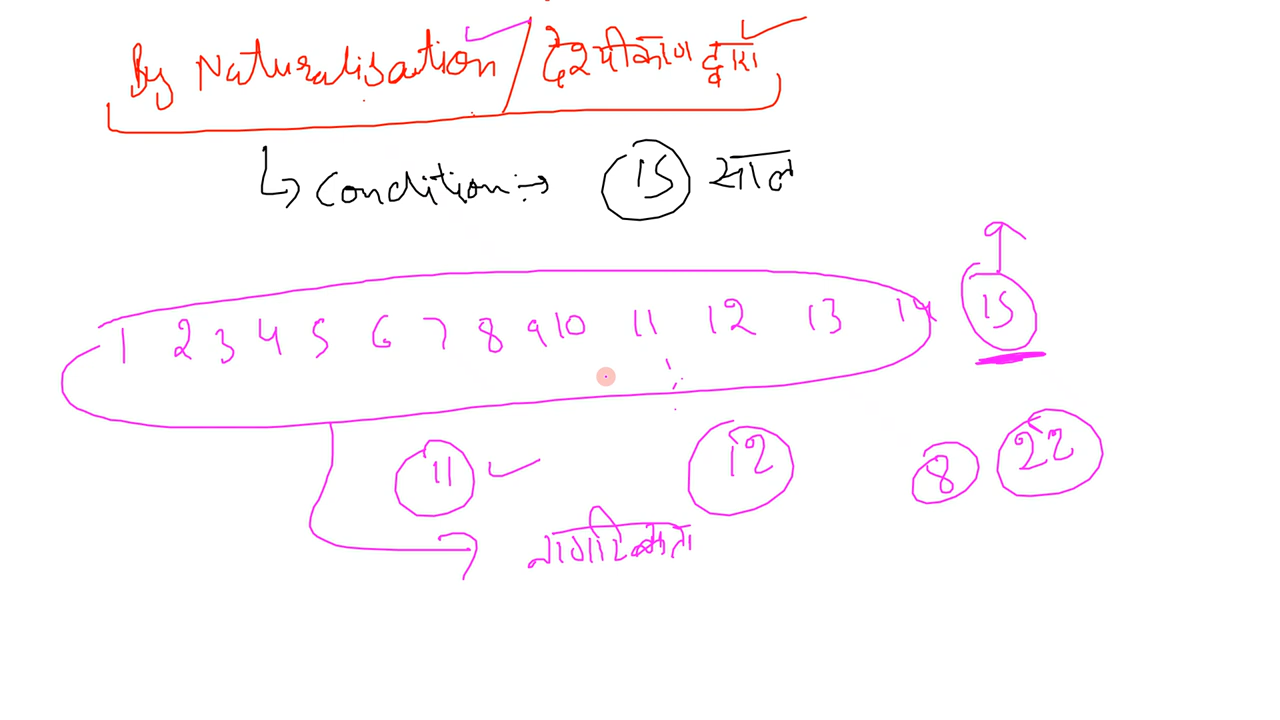 By Naturalisation / देशीकरण द्वारा
↳ Condition :→ 15 साल
1 2 3 4 5 6 7 8 9 10 11 12 13 14 15
11 12 8 22
नागरिकता